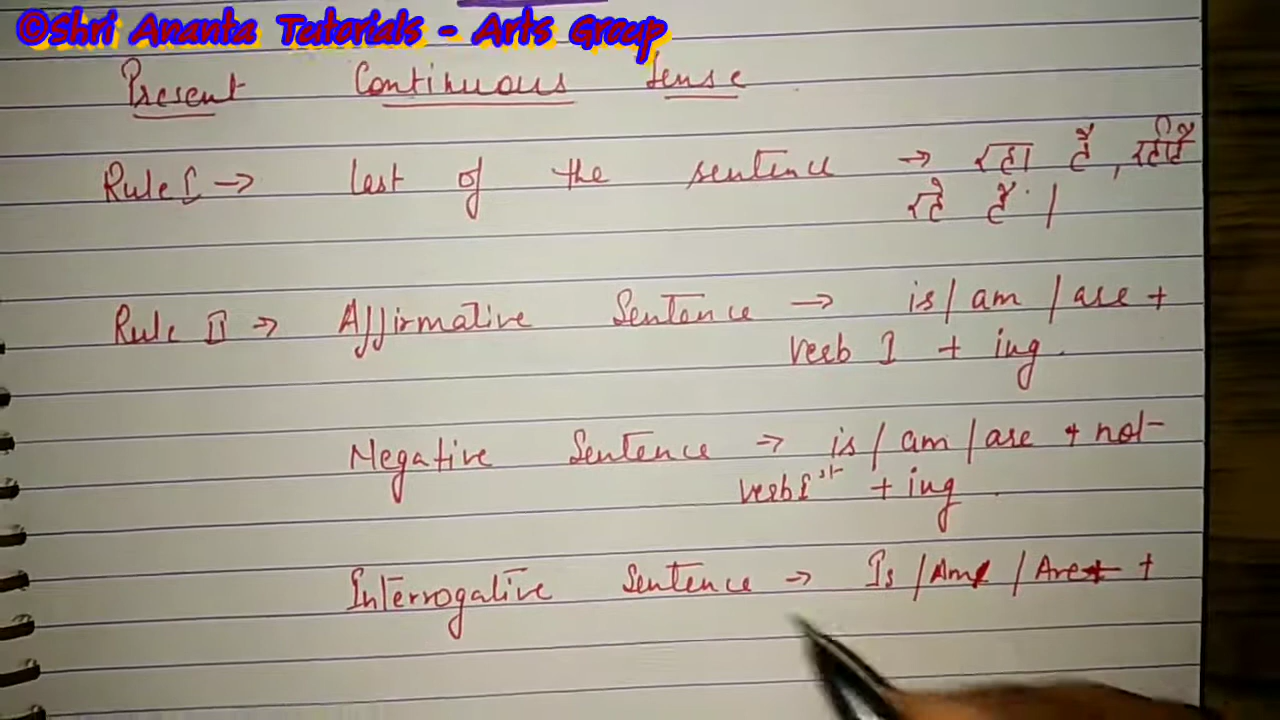 ©Shri Ananta Tutorials - Arts Group
Present Continuous tense
Rule I → last of the sentence → रहा है, रही है
रहे हैं।
Rule II → Affirmative Sentence → is / am / are +
verb I + ing.
Negative Sentence → is / am / are + not
verb I st + ing.
Interrogative Sentence → Is / Am / Are +